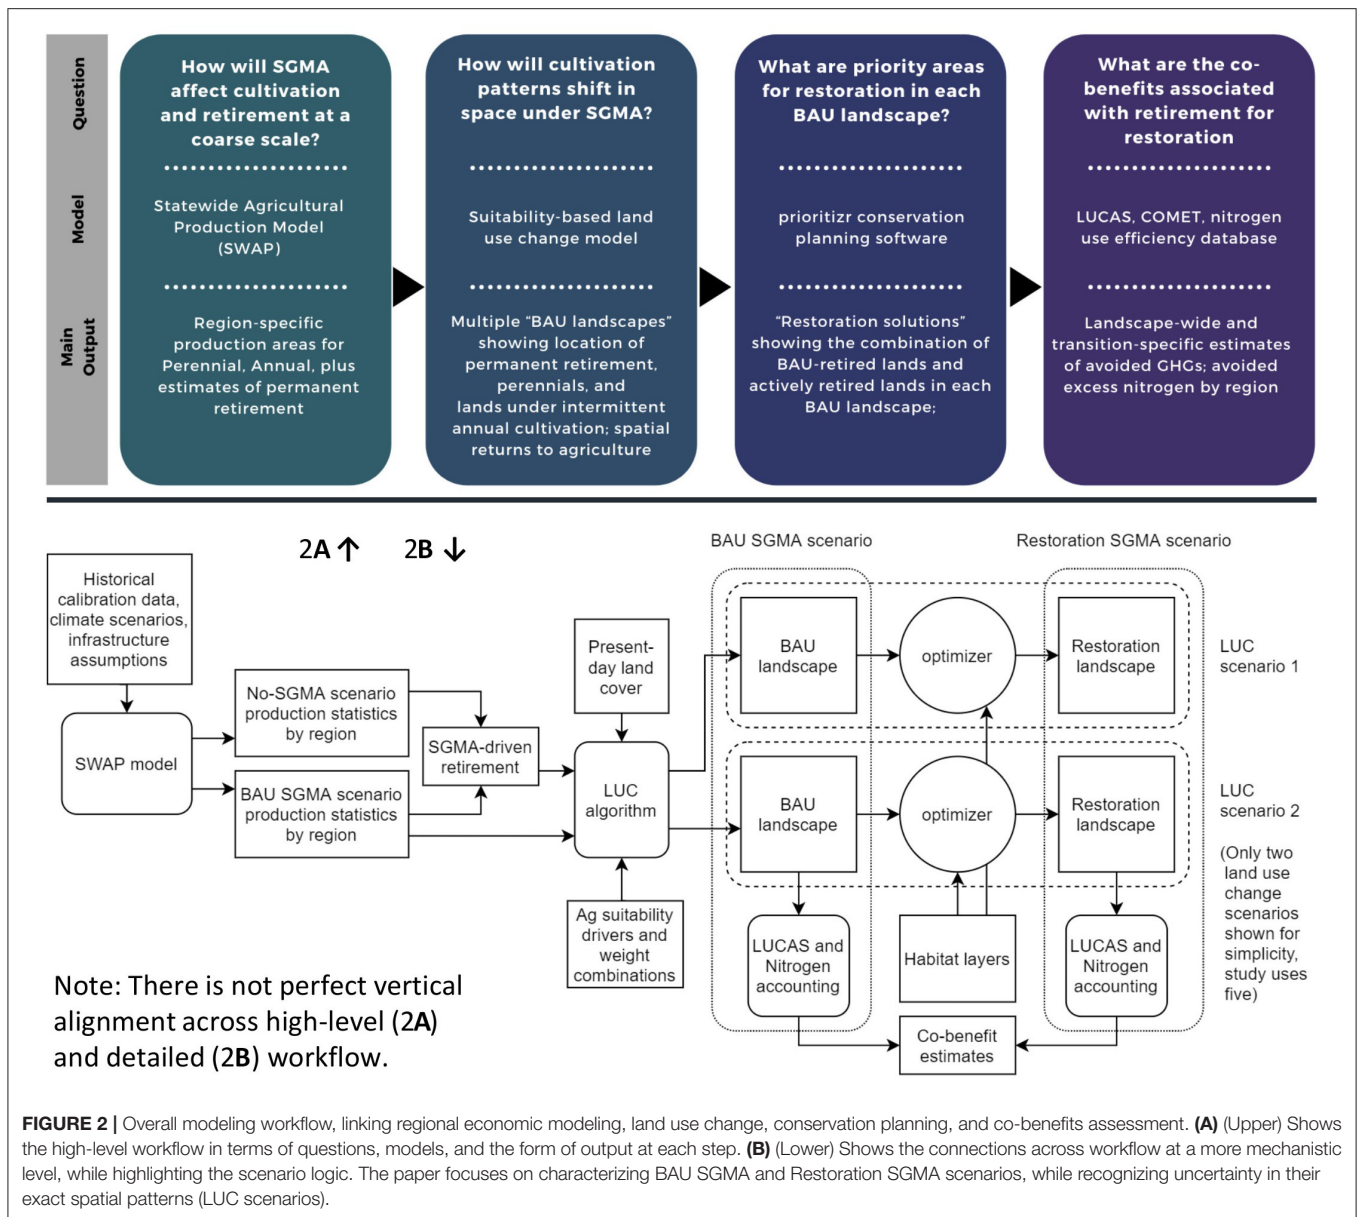 Question
How will SGMA
affect cultivation
and retirement at a
coarse scale?
How will cultivation
patterns shift in
space under SGMA?
What are priority areas
for restoration in each
BAU landscape?
What are the co-
benefits associated
with retirement for
restoration
Model
Statewide Agricultural
Production Model
(SWAP)
Suitability-based land
use change model
prioritizr conservation
planning software
LUCAS, COMET, nitrogen
use efficiency database
Main
Output
Region-specific
production areas for
Perennial, Annual, plus
estimates of permanent
retirement
Multiple “BAU landscapes”
showing location of
permanent retirement,
perennials, and
lands under intermittent
annual cultivation; spatial
returns to agriculture
“Restoration solutions”
showing the combination of
BAU-retired lands and
actively retired lands in each
BAU landscape;
Landscape-wide and
transition-specific estimates
of avoided GHGs; avoided
excess nitrogen by region
2A ↑ 2B ↓
BAU SGMA scenario
Restoration SGMA scenario
Historical
calibration data,
climate scenarios,
infrastructure
assumptions
SWAP model
No-SGMA scenario
production statistics
by region
BAU SGMA scenario
production statistics
by region
SGMA-driven
retirement
Present-
day land
cover
LUC
algorithm
Ag suitability
drivers and
weight
combinations
BAU
landscape
optimizer
Restoration
landscape
LUC
scenario 1
BAU
landscape
optimizer
Restoration
landscape
LUC
scenario 2
(Only two
land use
change
scenarios
shown for
simplicity,
study uses
five)
LUCAS and
Nitrogen
accounting
Habitat layers
LUCAS and
Nitrogen
accounting
Co-benefit
estimates
Note: There is not perfect vertical
alignment across high-level (2A)
and detailed (2B) workflow.
FIGURE 2 | Overall modeling workflow, linking regional economic modeling, land use change, conservation planning, and co-benefits assessment. (A) (Upper) Shows
the high-level workflow in terms of questions, models, and the form of output at each step. (B) (Lower) Shows the connections across workflow at a more mechanistic
level, while highlighting the scenario logic. The paper focuses on characterizing BAU SGMA and Restoration SGMA scenarios, while recognizing uncertainty in their
exact spatial patterns (LUC scenarios).